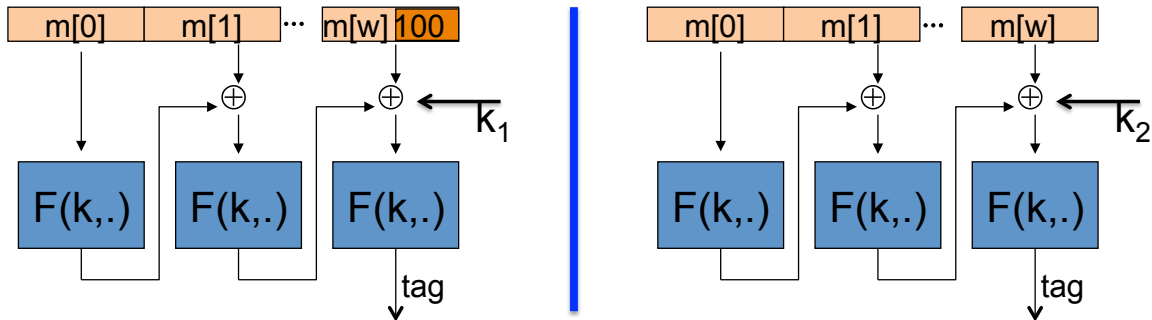 m[0] m[1] ... m[w] 100
k₁
F(k,.) F(k,.) F(k,.)
tag
m[0] m[1] ... m[w]
k₂
F(k,.) F(k,.) F(k,.)
tag